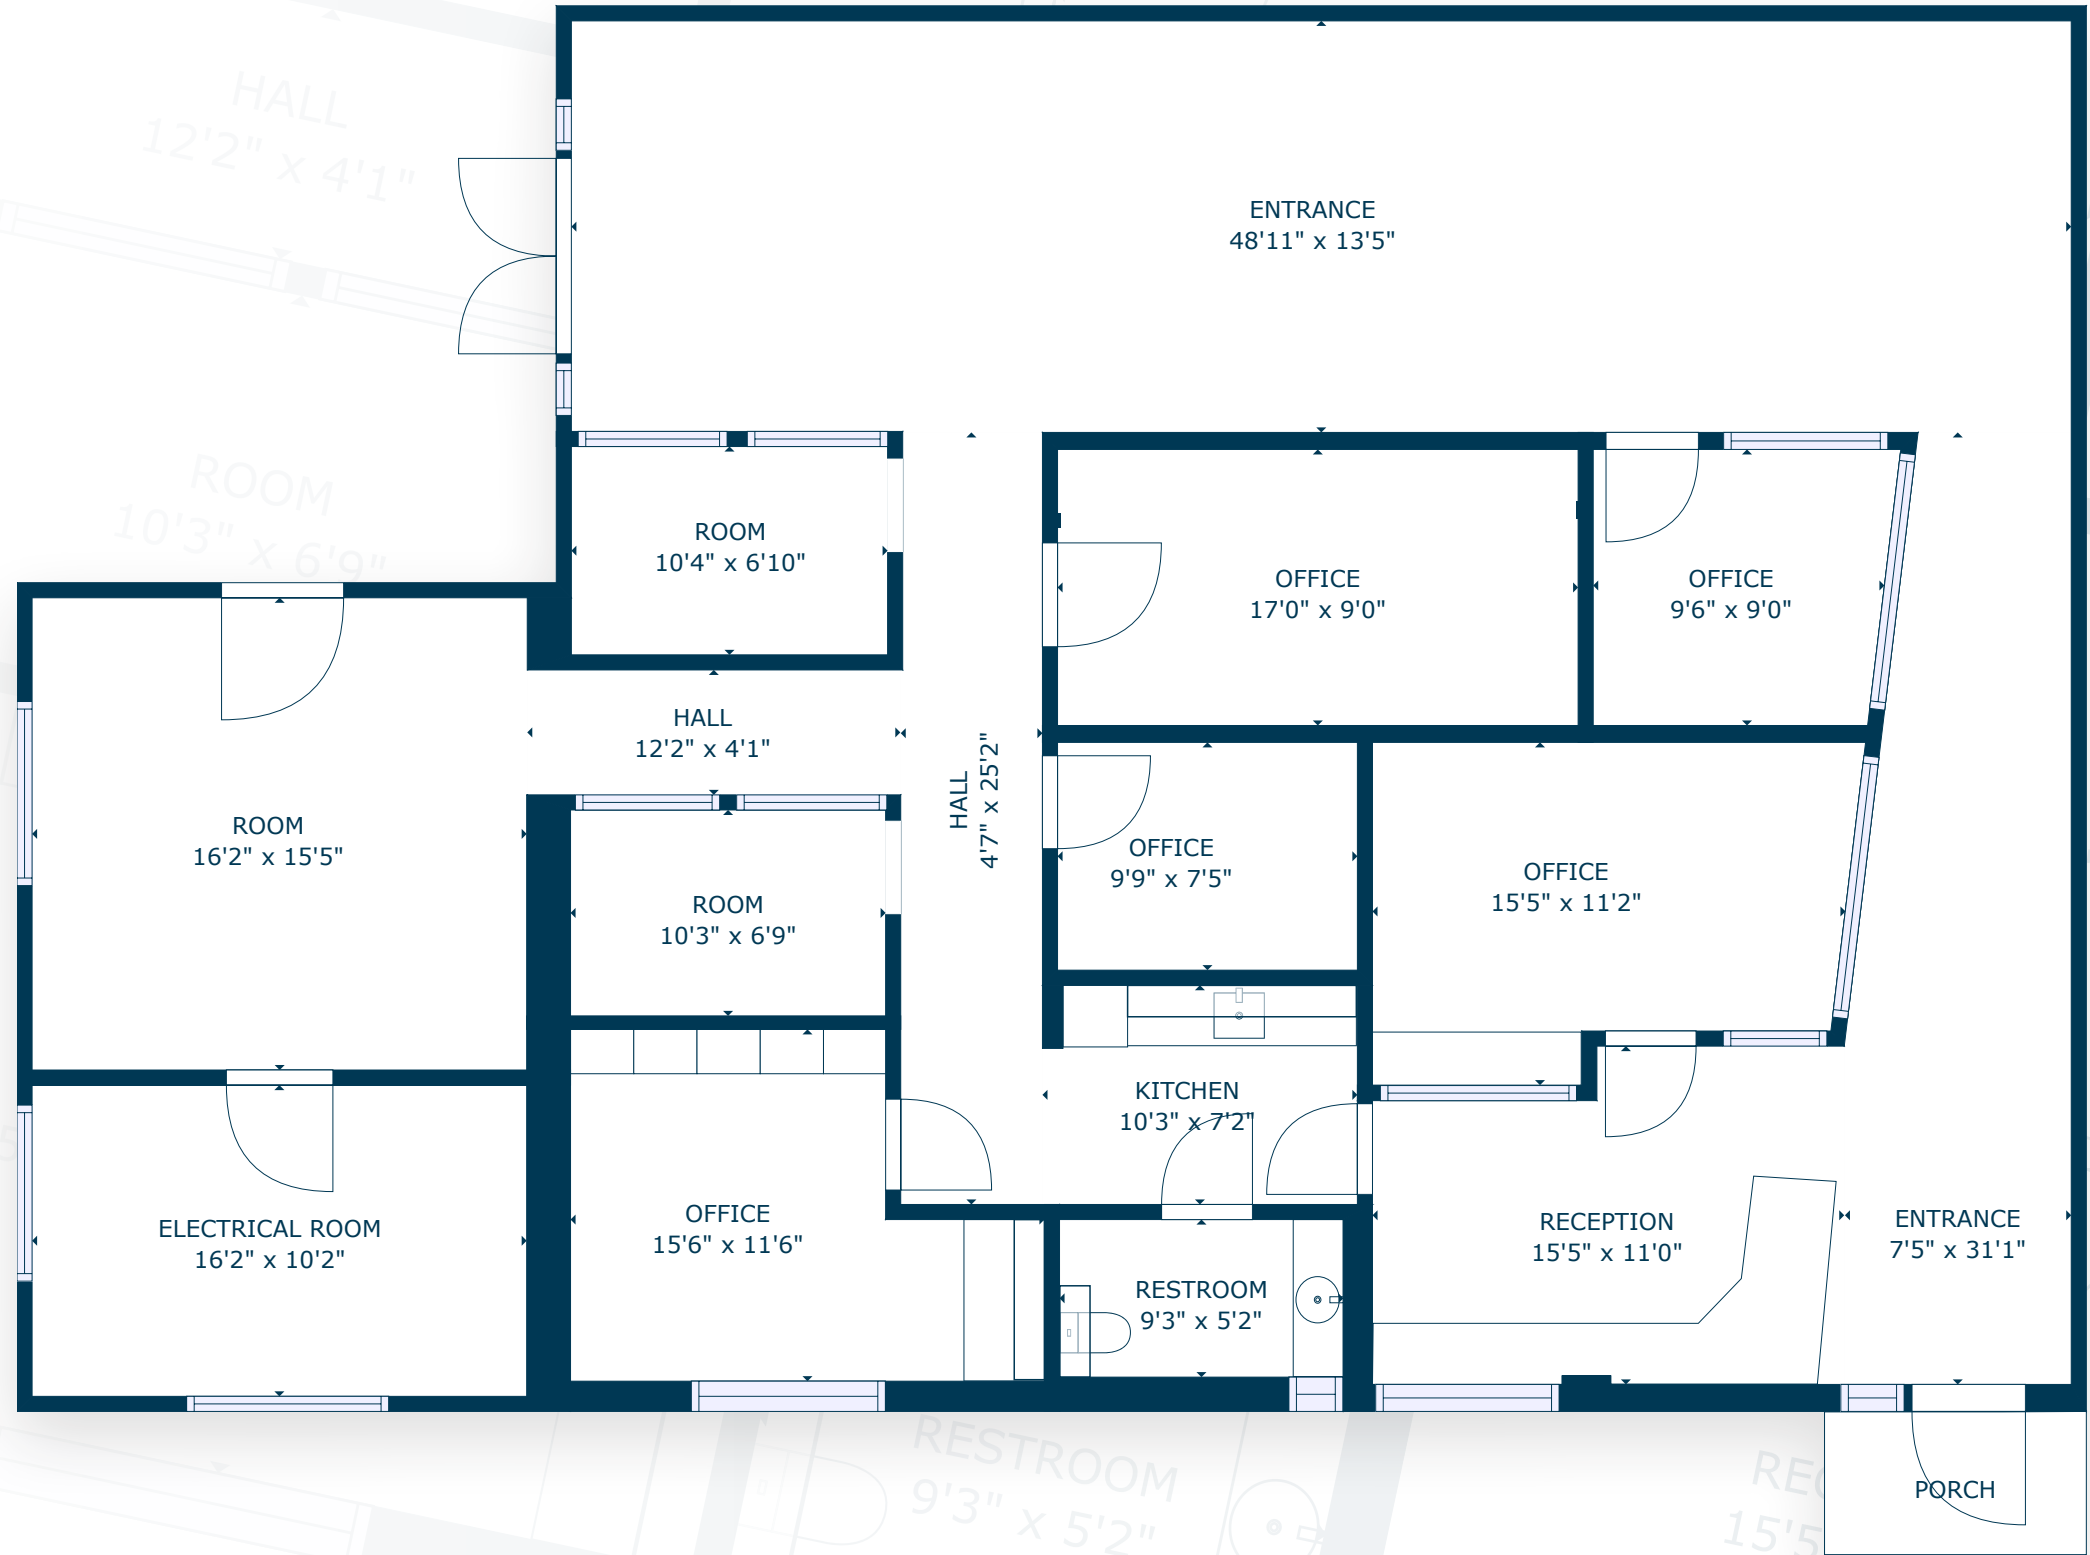 HALL
12'2" x 4'1"
ENTRANCE
48'11" x 13'5"
ROOM
10'3" x 6'9"
ROOM
10'4" x 6'10"
OFFICE
17'0" x 9'0"
OFFICE
9'6" x 9'0"
HALL
12'2" x 4'1"
HALL
4'7" x 25'2"
ROOM
16'2" x 15'5"
OFFICE
9'9" x 7'5"
OFFICE
15'5" x 11'2"
ROOM
10'3" x 6'9"
KITCHEN
10'3" x 7'2"
ELECTRICAL ROOM
16'2" x 10'2"
OFFICE
15'6" x 11'6"
RECEPTION
15'5" x 11'0"
ENTRANCE
7'5" x 31'1"
RESTROOM
9'3" x 5'2"
RESTROOM
9'3" x 5'2"
PORCH